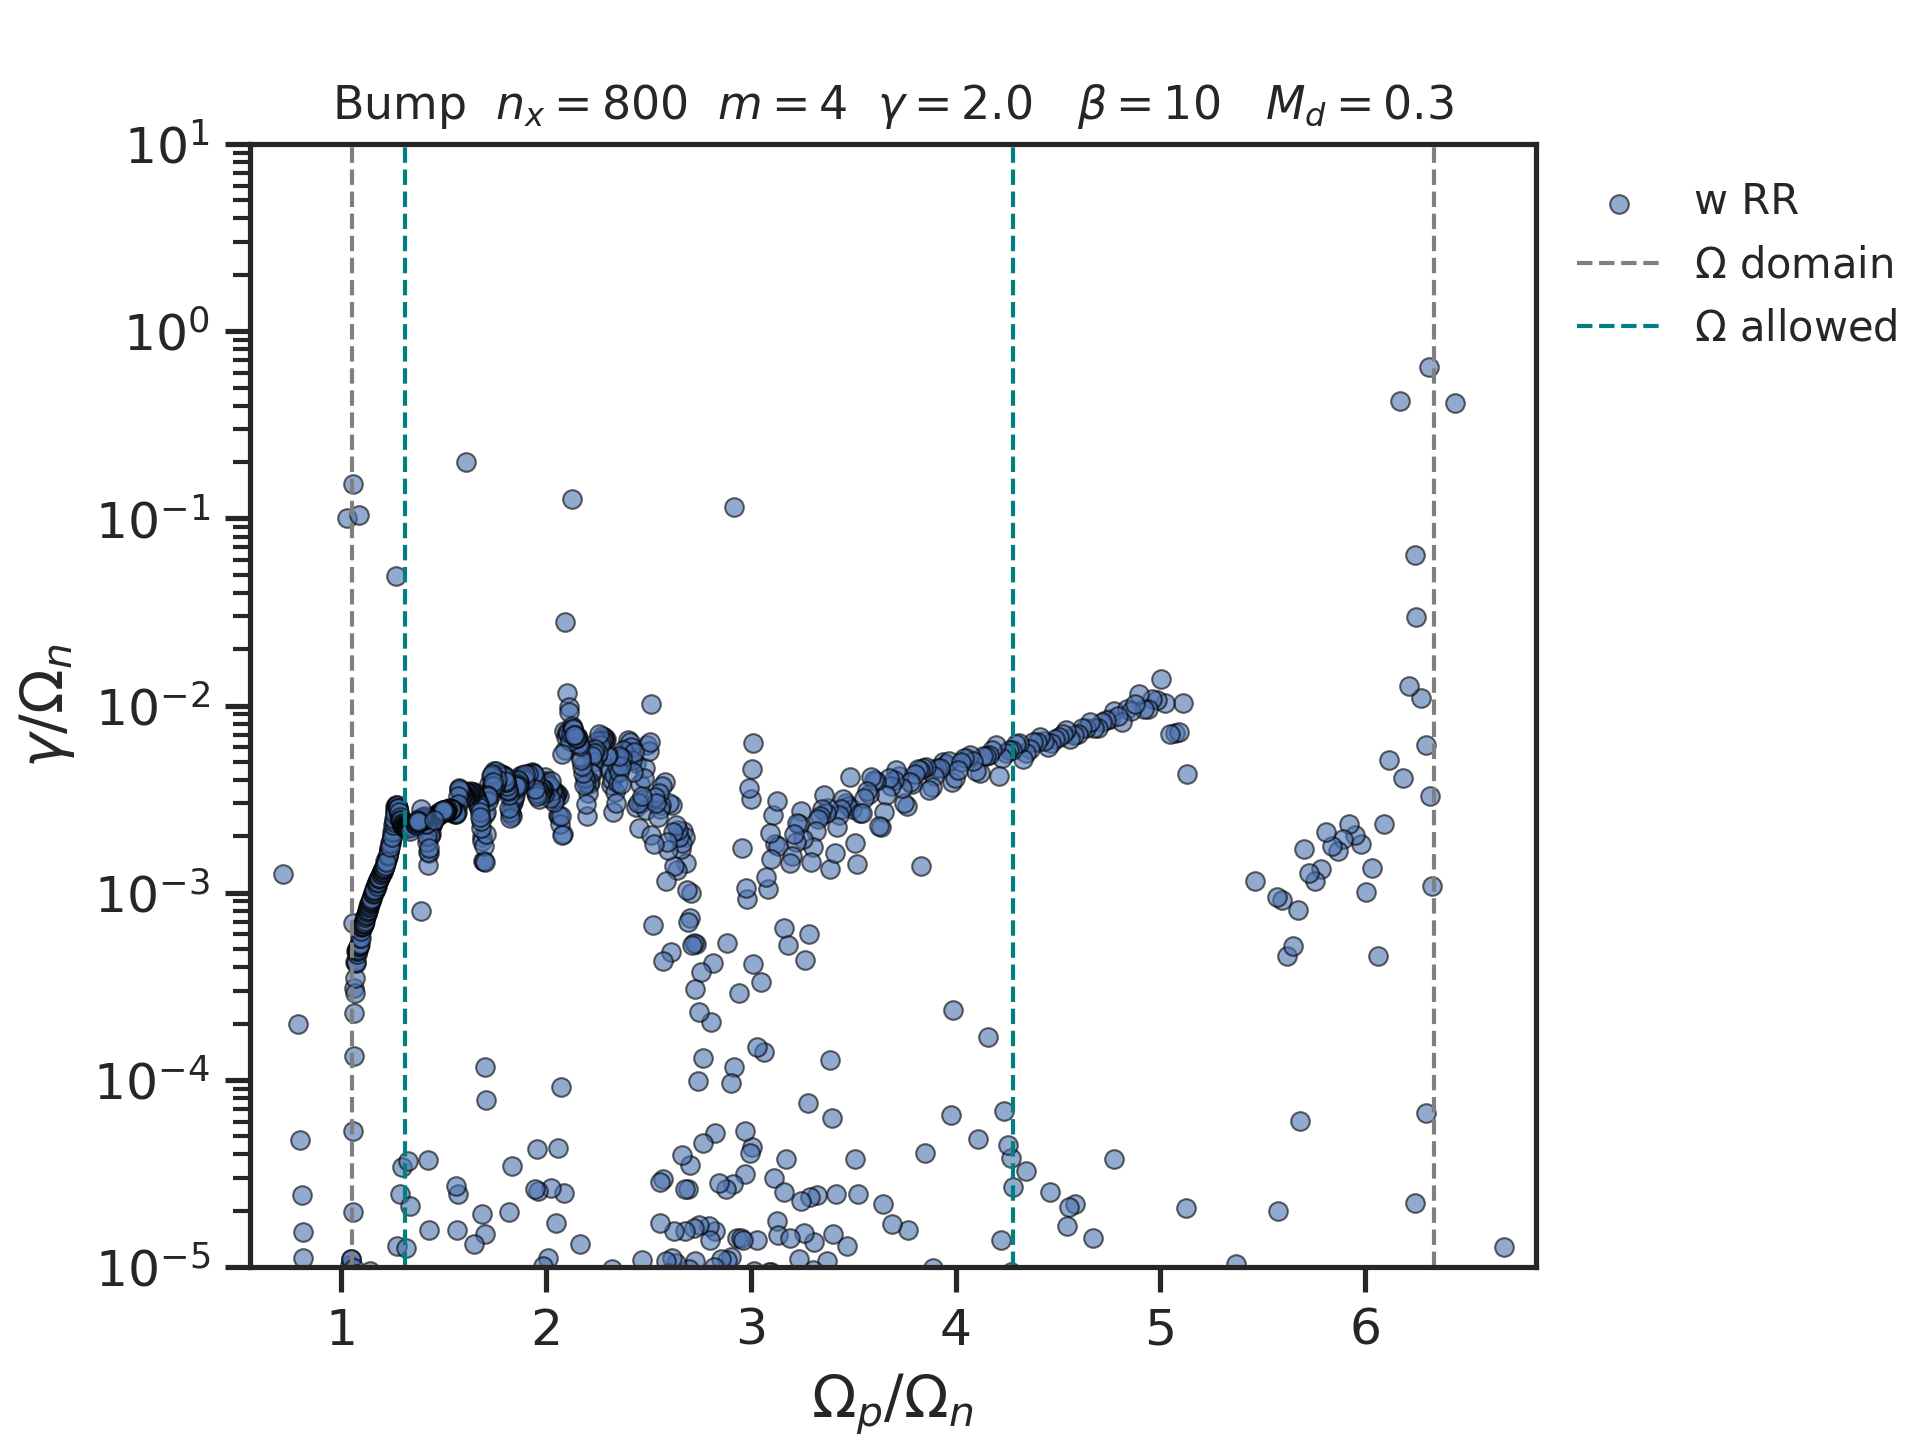 Bump $n_x = 800$ $m = 4$ $\gamma = 2.0$ $\beta = 10$ $M_d = 0.3$
$10^1$
$10^0$
$10^{-1}$
$10^{-2}$
$10^{-3}$
$10^{-4}$
$10^{-5}$
$\gamma/\Omega_n$
1 2 3 4 5 6
$\Omega_p/\Omega_n$
w RR
Ω domain
Ω allowed